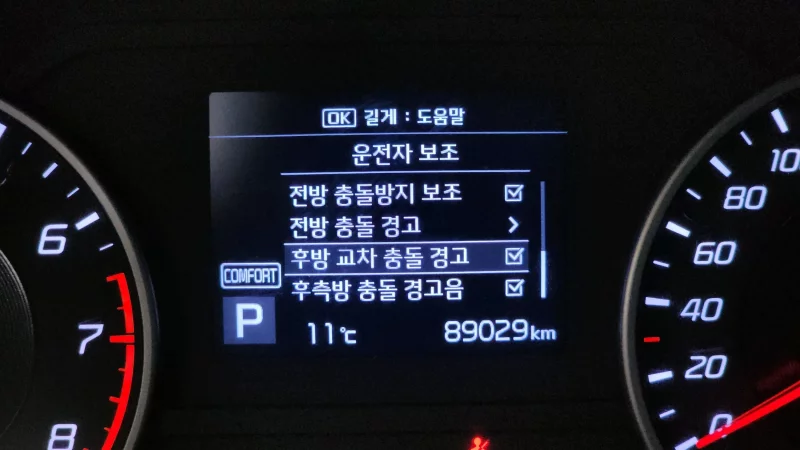 OK 길게 : 도움말
운전자 보조
전방 충돌방지 보조
전방 충돌 경고
후방 교차 충돌 경고
후측방 충돌 경고음
COMFORT
P
11℃
89029km
6
7
8
10
80
60
40
20
0